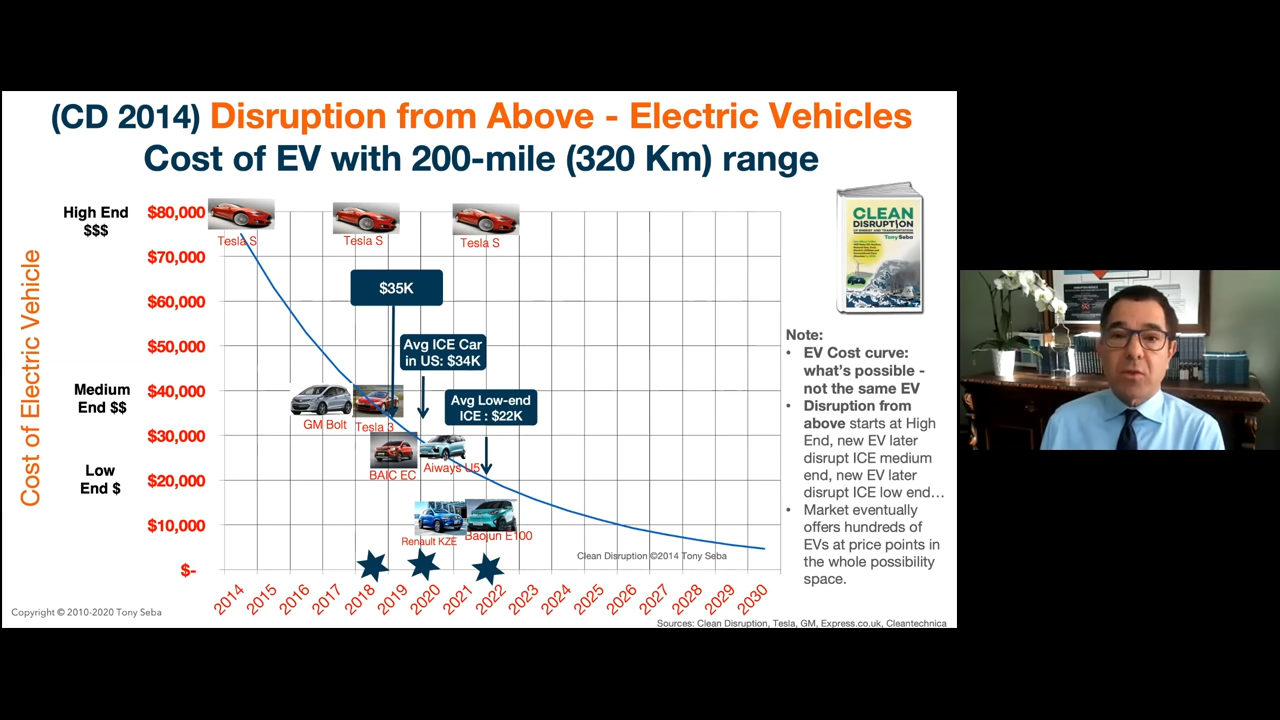 (CD 2014) Disruption from Above - Electric Vehicles
Cost of EV with 200-mile (320 Km) range
Cost of Electric Vehicle
High End
$$$
Medium
End $$
Low
End $
$80,000
$70,000
$60,000
$50,000
$40,000
$30,000
$20,000
$10,000
$-
Tesla S
Tesla S
Tesla S
$35K
Avg ICE Car
in US: $34K
Avg Low-end
ICE : $22K
GM Bolt
Tesla 3
BAIC EC
Aiways U5
Renault KZE
Baojun E100
Clean Disruption ©2014 Tony Seba
2014
2015
2016
2017
2018
2019
2020
2021
2022
2023
2024
2025
2026
2027
2028
2029
2030
CLEAN
DISRUPTION
OF ENERGY AND TRANSPORTATION
Tony Seba
Note:
• EV Cost curve:
what's possible -
not the same EV
• Disruption from
above starts at High
End, new EV later
disrupt ICE medium
end, new EV later
disrupt ICE low end…
• Market eventually
offers hundreds of
EVs at price points in
the whole possibility
space.
Copyright © 2010-2020 Tony Seba
Sources: Clean Disruption, Tesla, GM, Express.co.uk, Cleantechnica